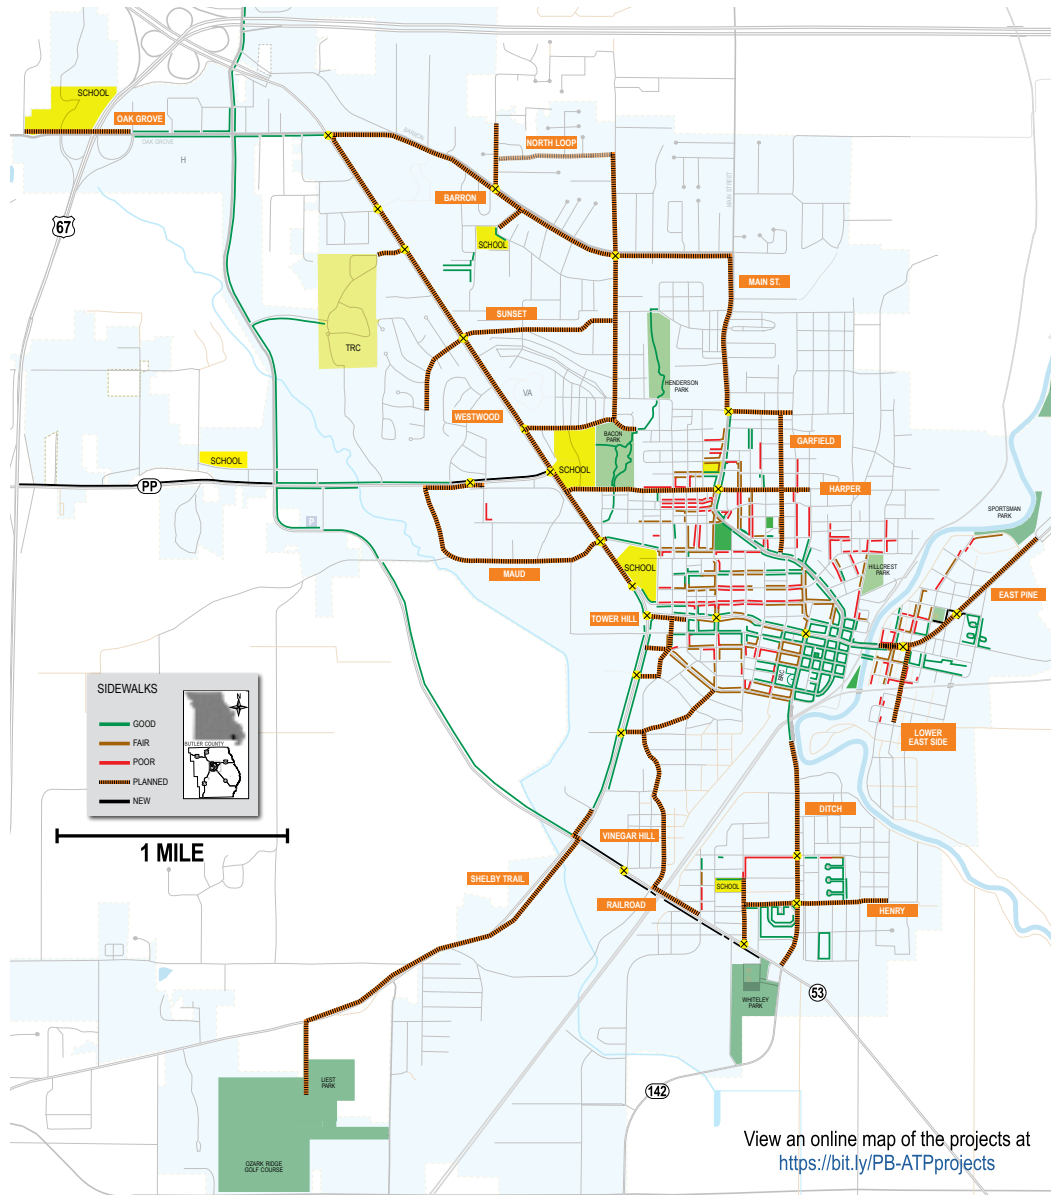 SCHOOL
OAK GROVE
OAK GROVE
H
BARRON
NORTH LOOP
MAIN STREET
BARRON
67
SCHOOL
MAIN ST.
SUNSET
TRC
HENDERSON
PARK
VA
WESTWOOD
BACON
PARK
GARFIELD
SCHOOL
SCHOOL
PP
HARPER
SPORTSMAN
PARK
P
HILLCREST
PARK
SCHOOL
MAUD
EAST PINE
TOWER HILL
BRC
SIDEWALKS
N
GOOD
FAIR
POOR
PLANNED
NEW
BUTLER COUNTY
LOWER
EAST SIDE
DITCH
1 MILE
VINEGAR HILL
SHELBY TRAIL
SCHOOL
RAILROAD
HENRY
53
WHITELEY
PARK
LIEST
PARK
142
OZARK RIDGE
GOLF COURSE
View an online map of the projects at
https://bit.ly/PB-ATPprojects